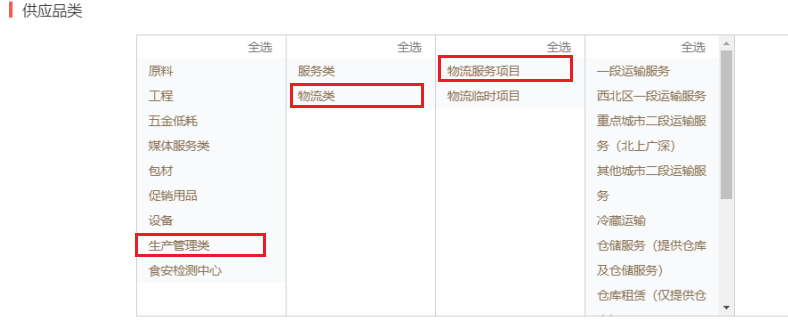 供应品类
全选
原料
工程
五金低耗
媒体服务类
包材
促销用品
设备
生产管理类
食安检测中心
全选
服务类
物流类
全选
物流服务项目
物流临时项目
全选
一段运输服务
西北区一段运输服务
重点城市二段运输服
务（北上广深）
其他城市二段运输服
务
冷藏运输
仓储服务（提供仓库
及仓储服务）
仓库租赁（仅提供仓